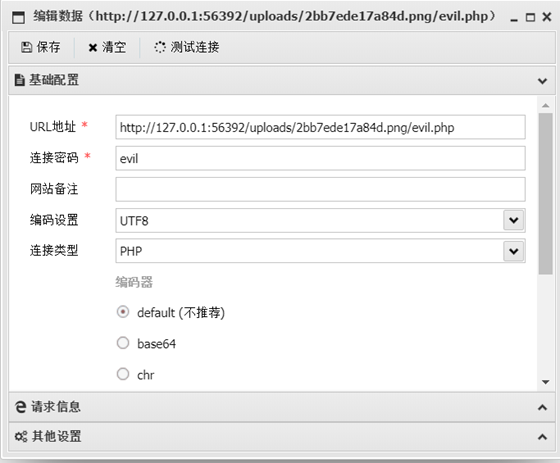 编辑数据（http://127.0.0.1:56392/uploads/2bb7ede17a84d.png/evil.php）
保存 清空 测试连接
基础配置
URL地址 * http://127.0.0.1:56392/uploads/2bb7ede17a84d.png/evil.php
连接密码 * evil
网站备注
编码设置 UTF8
连接类型 PHP
编码器
default (不推荐)
base64
chr
请求信息
其他设置